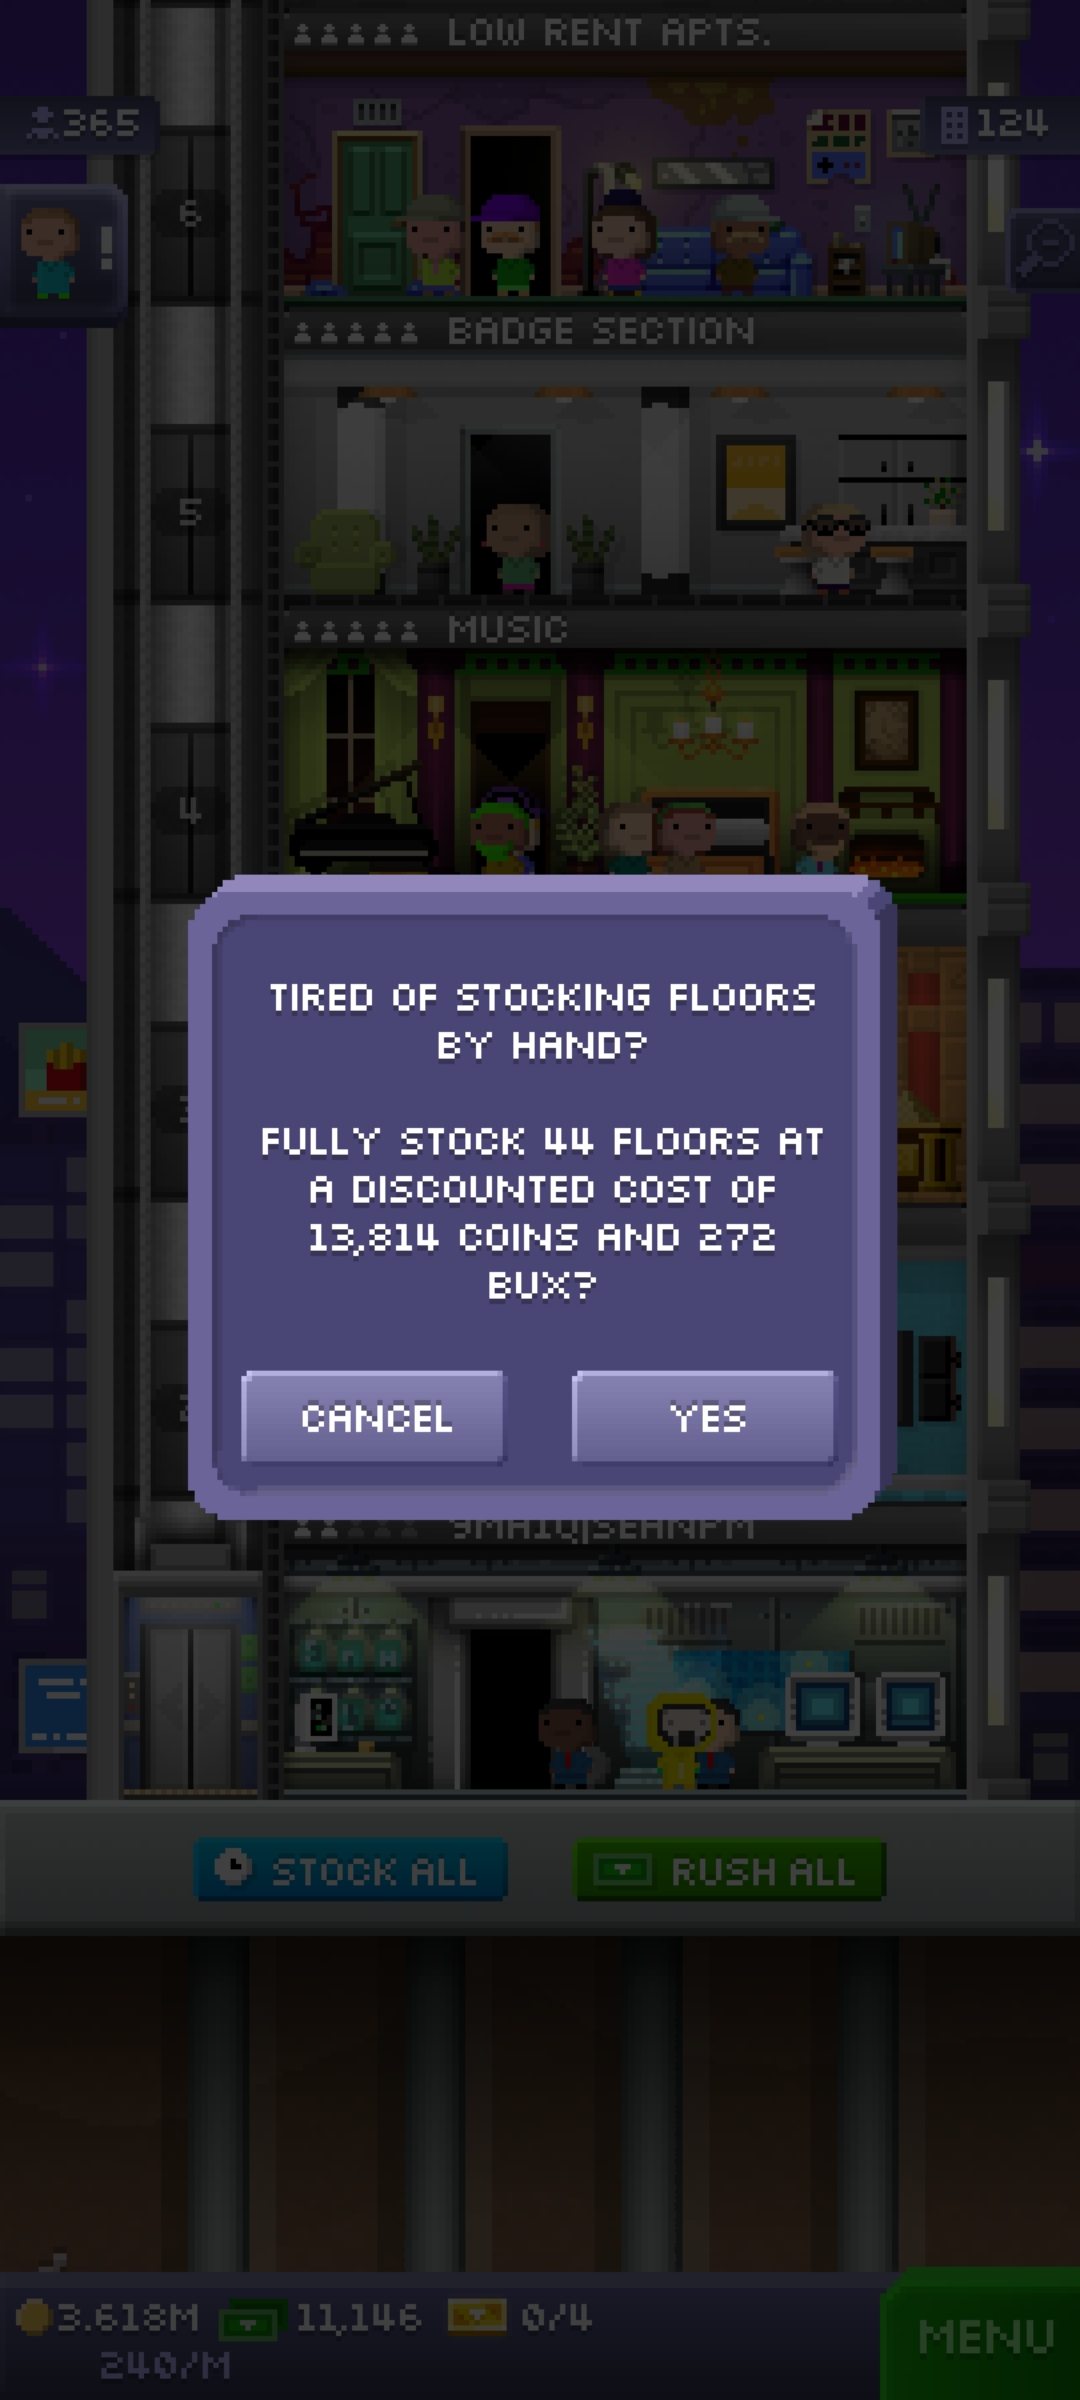 LOW RENT APTS.
365
124
6
!
BADGE SECTION
5
MUSIC
4
TIRED OF STOCKING FLOORS
BY HAND?
FULLY STOCK 44 FLOORS AT
A DISCOUNTED COST OF
13,814 COINS AND 272
BUX?
CANCEL
YES
STOCK ALL
RUSH ALL
3.618M
11,146
0/4
240/M
MENU